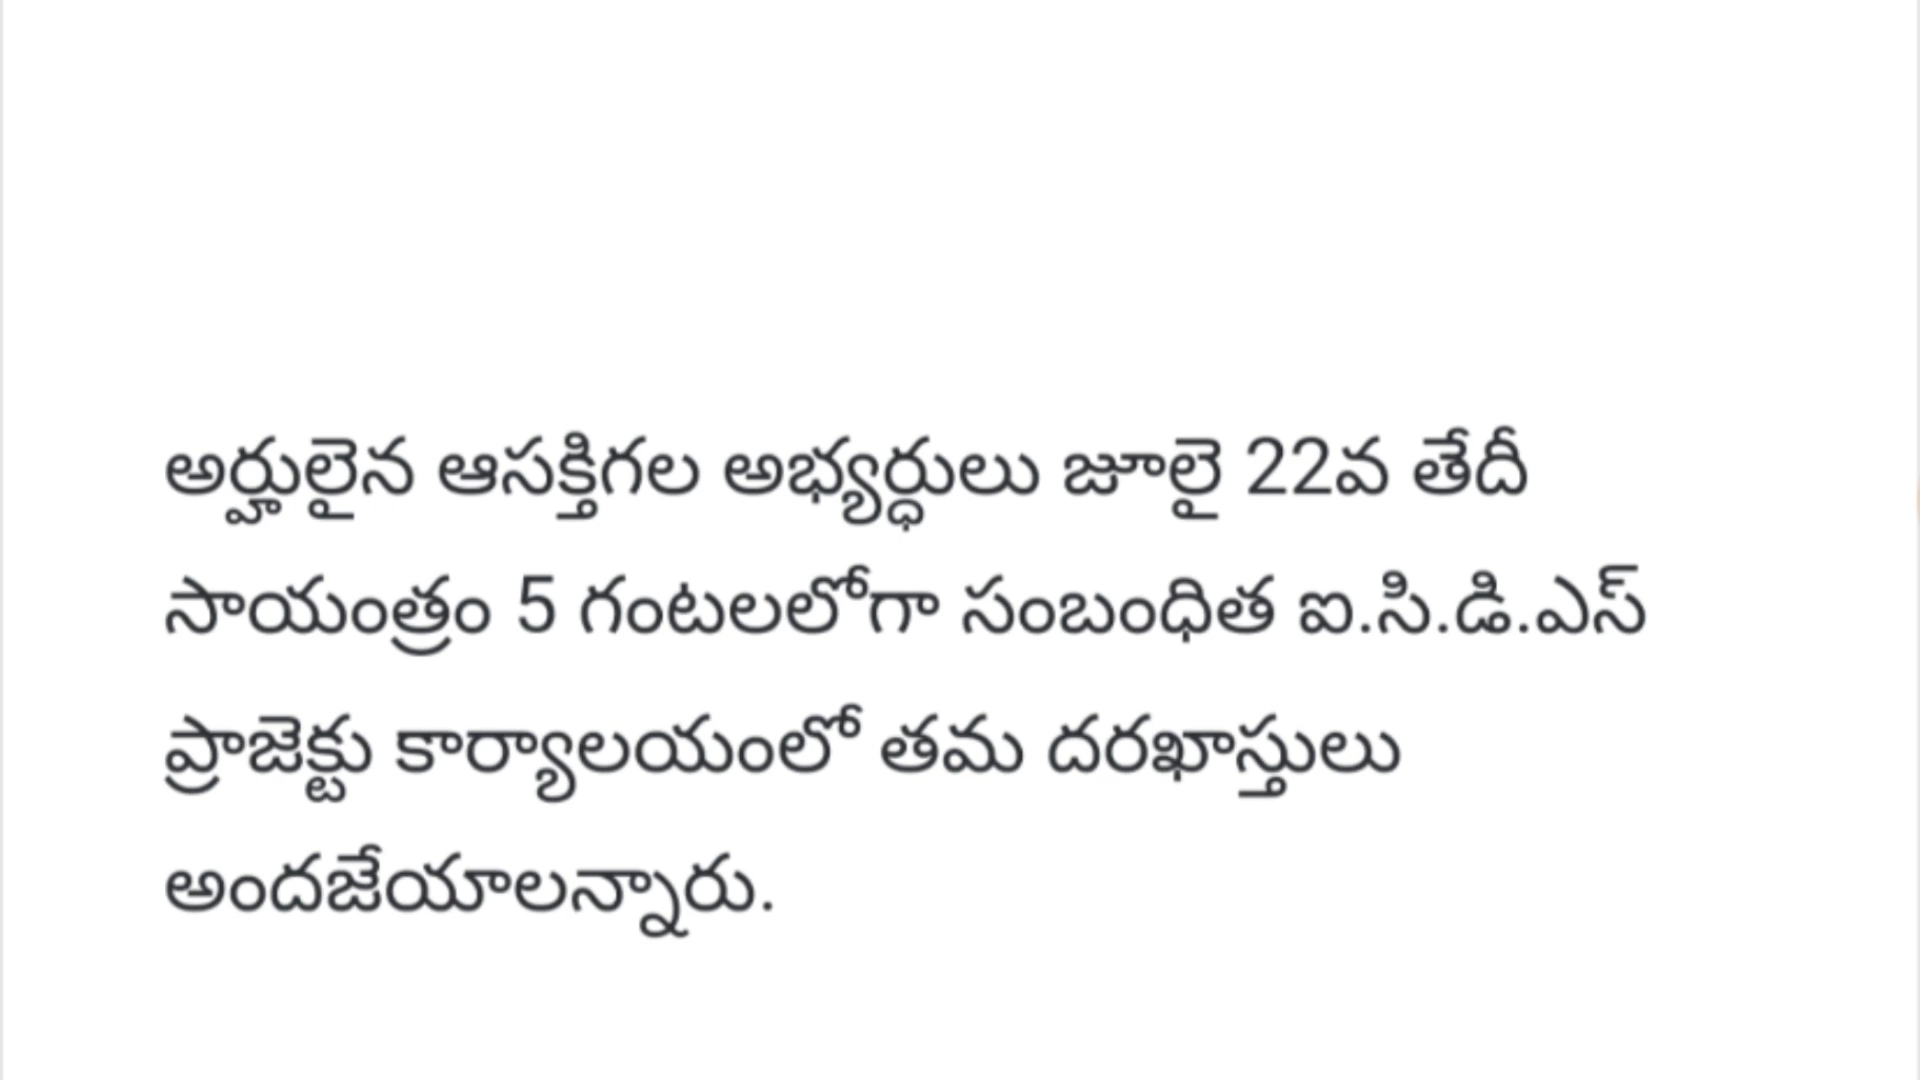 అర్హులైన ఆసక్తిగల అభ్యర్ధులు జూలై 22వ తేదీ
సాయంత్రం 5 గంటలలోగా సంబంధిత ఐ.సి.డి.ఎస్
ప్రాజెక్టు కార్యాలయంలో తమ దరఖాస్తులు
అందజేయాలన్నారు.